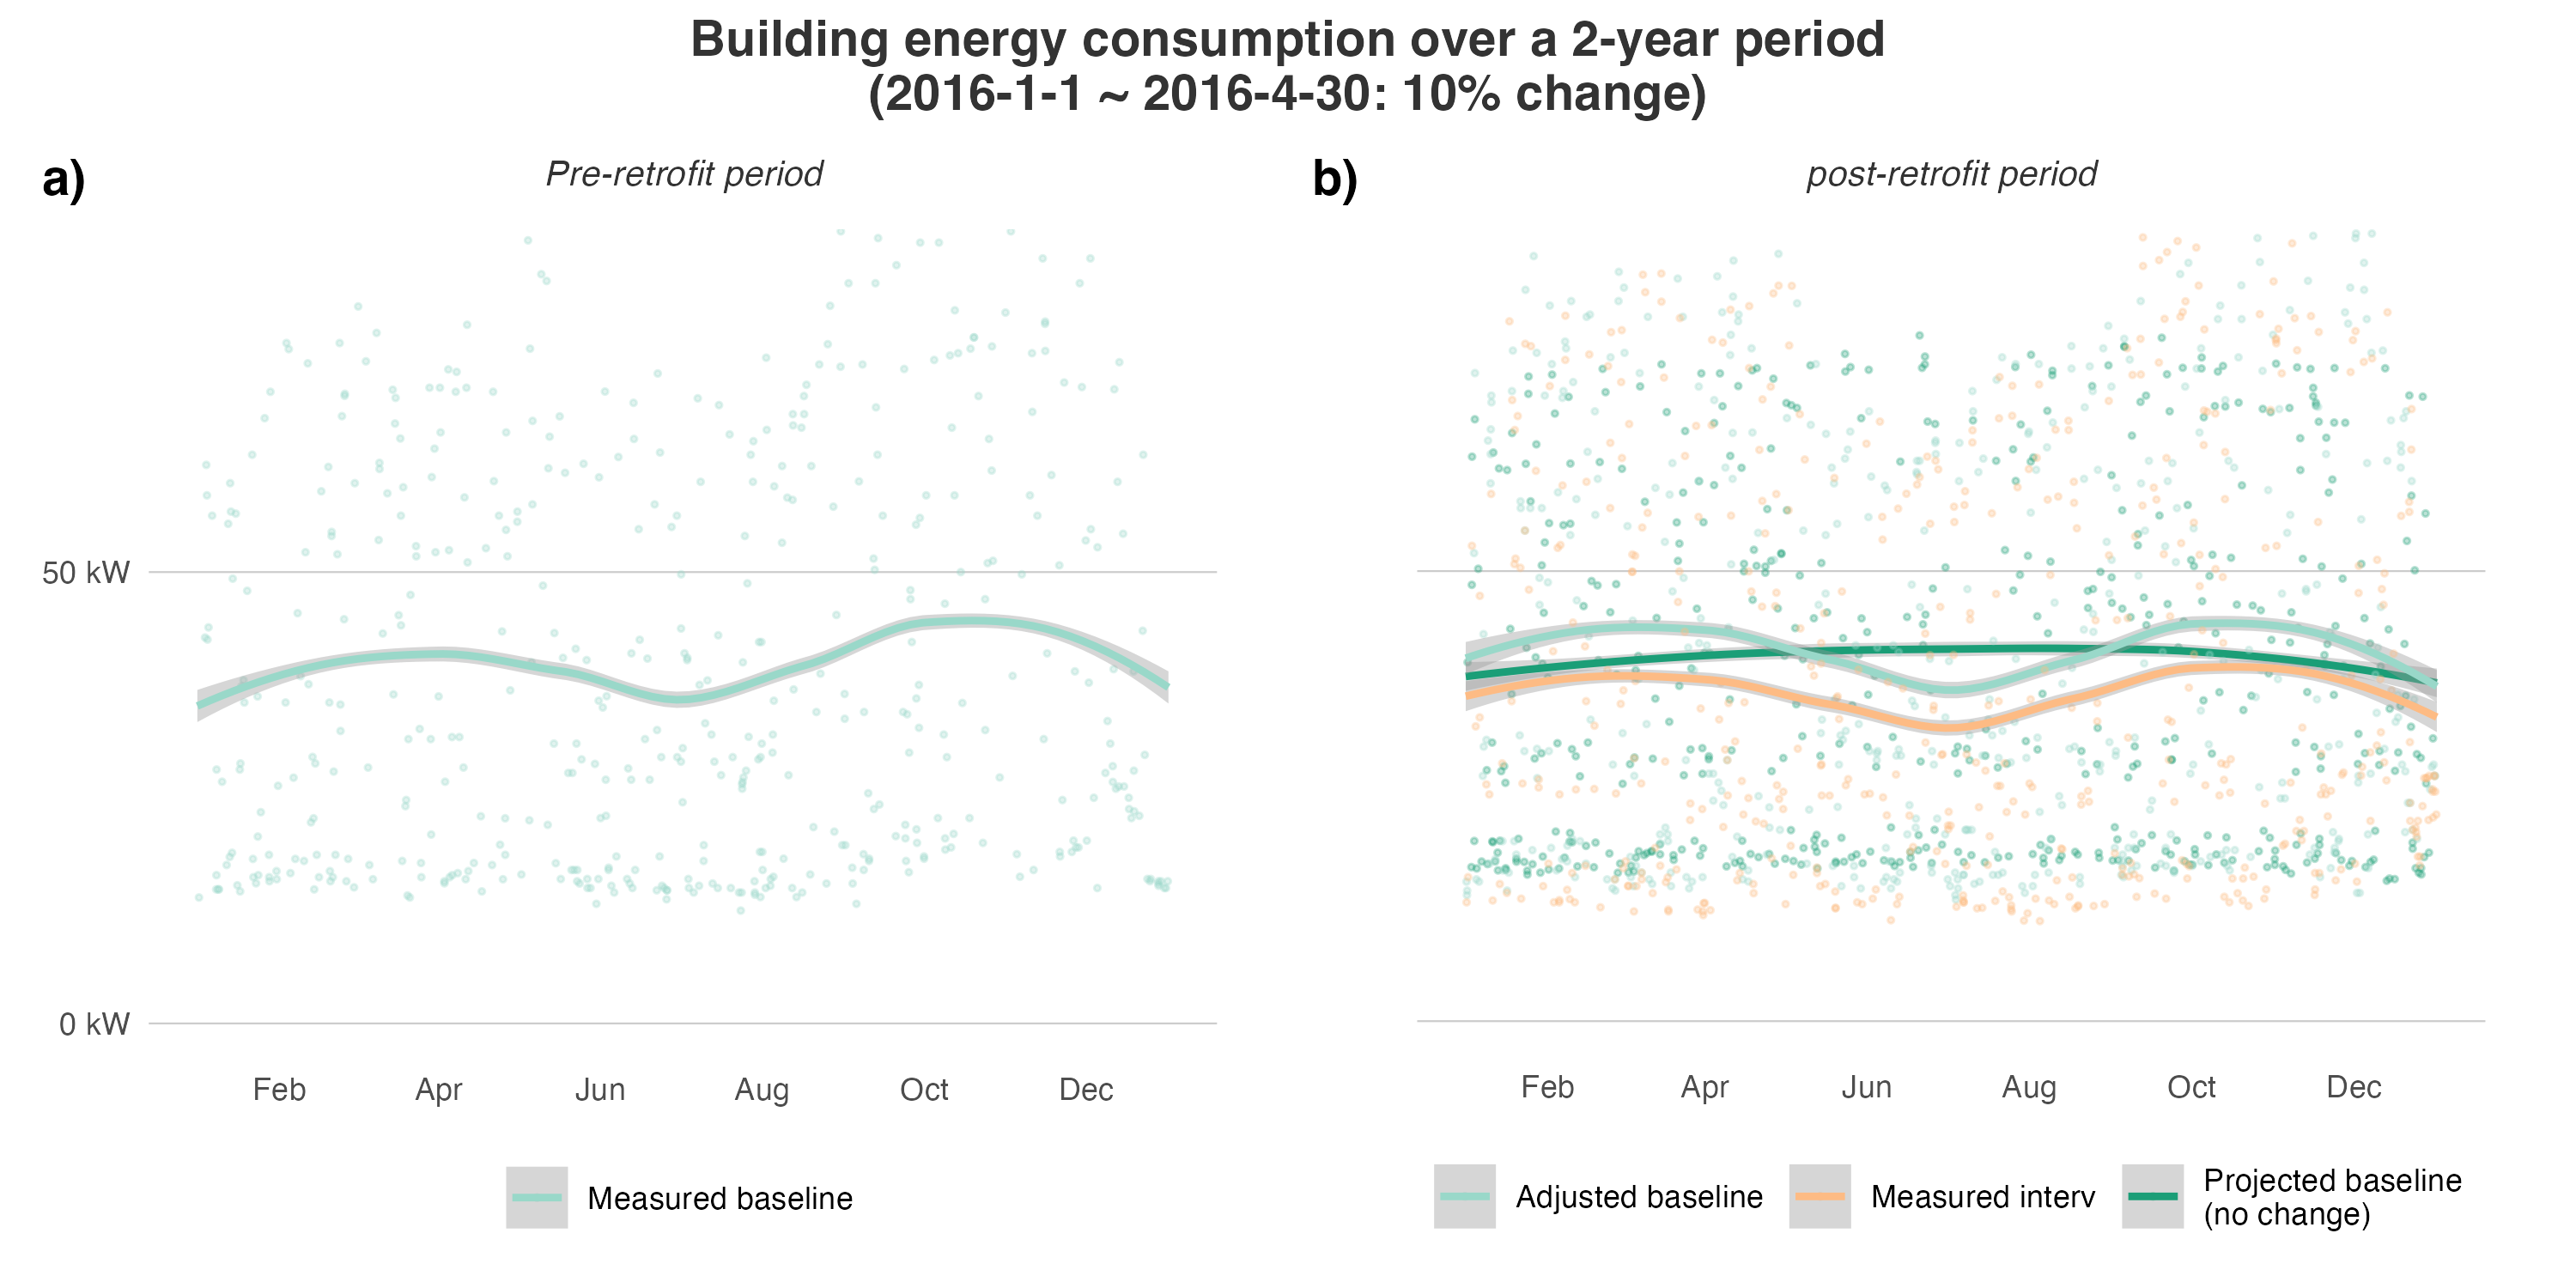 Building energy consumption over a 2-year period
(2016-1-1 ~ 2016-4-30: 10% change)
a)
Pre-retrofit period
50 kW
0 kW
Feb Apr Jun Aug Oct Dec
Measured baseline
b)
post-retrofit period
Feb Apr Jun Aug Oct Dec
Adjusted baseline
Measured interv
Projected baseline
(no change)